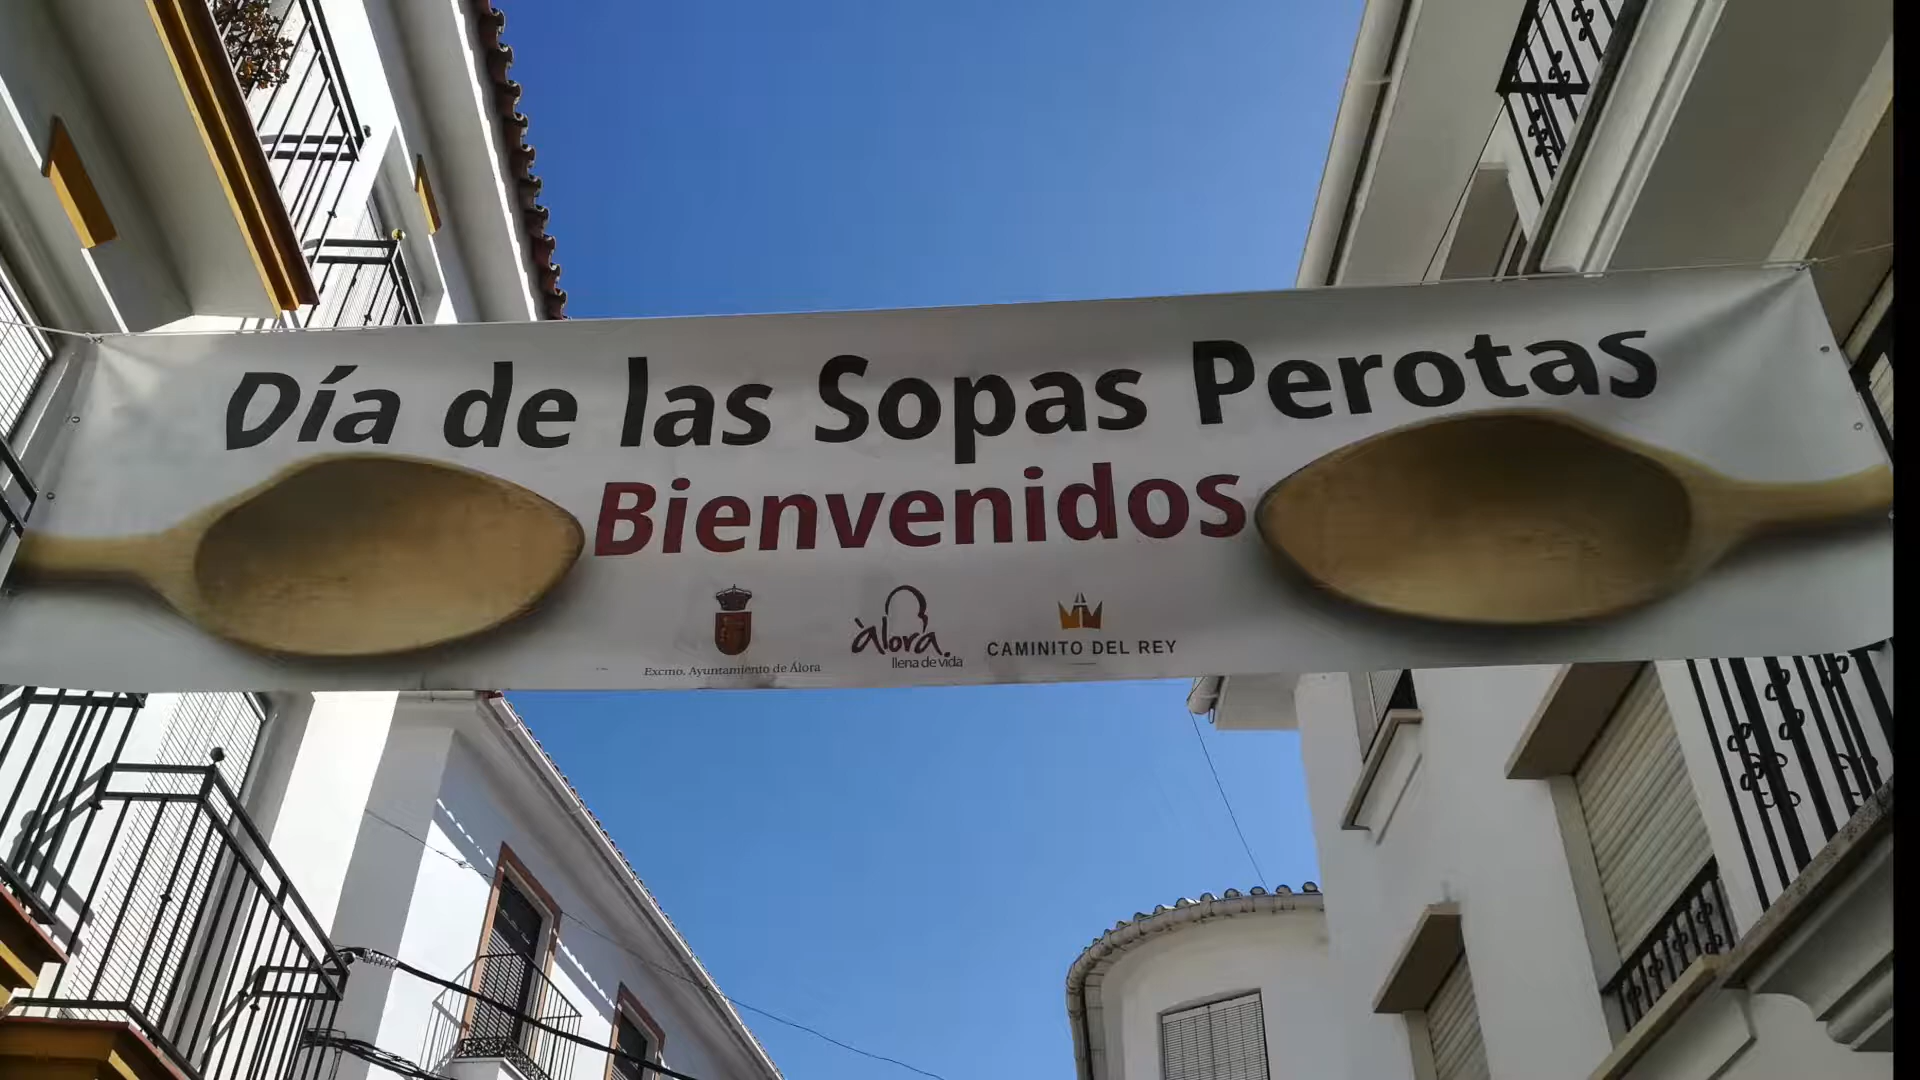 Día de las Sopas Perotas
Bienvenidos
Excmo. Ayuntamiento de Álora
àlora.
llena de vida
CAMINITO DEL REY